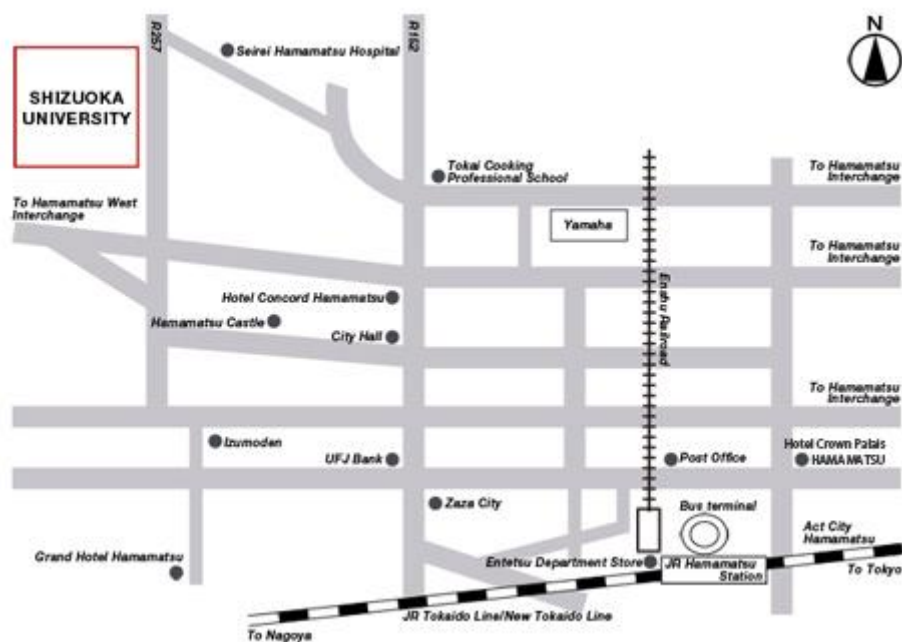 R257
R152
N
Seirei Hamamatsu Hospital
SHIZUOKA
UNIVERSITY
Tokai Cooking
Professional School
To Hamamatsu
Interchange
To Hamamatsu West
Interchange
Yamaha
To Hamamatsu
Interchange
Enshu Railroad
Hotel Concord Hamamatsu
Hamamatsu Castle
City Hall
To Hamamatsu
Interchange
Izumoden
UFJ Bank
Post Office
Hotel Crown Palais
HAMAMATSU
Zaza City
Bus terminal
Act City
Hamamatsu
Grand Hotel Hamamatsu
Entetsu Department Store
JR Hamamatsu
Station
To Tokyo
JR Tokaido Line/New Tokaido Line
To Nagoya